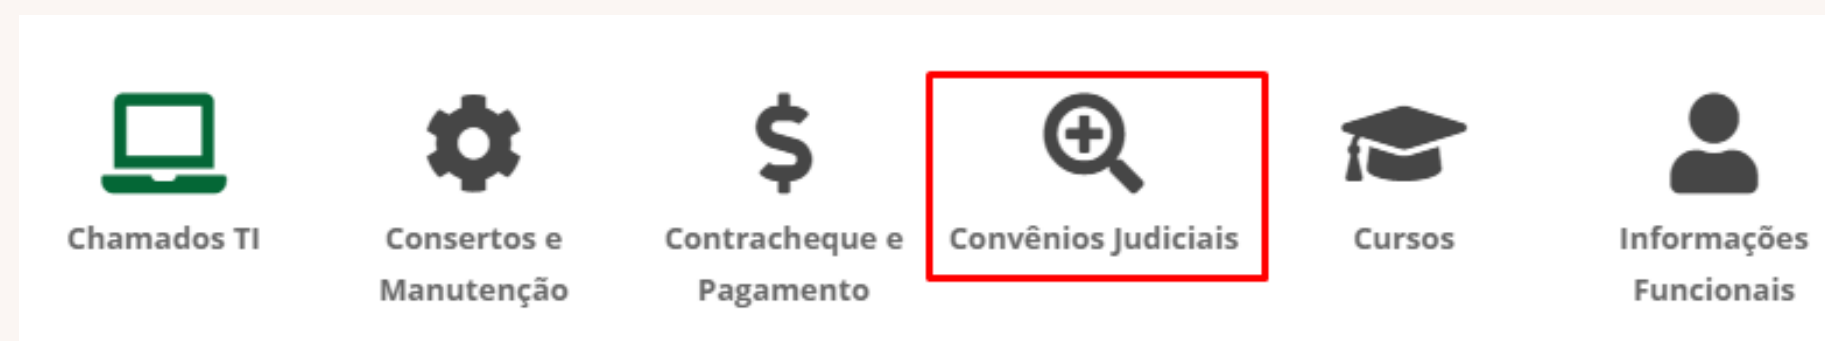 Chamados TI
Consertos e
Manutenção
Contracheque e
Pagamento
Convênios Judiciais
Cursos
Informações
Funcionais